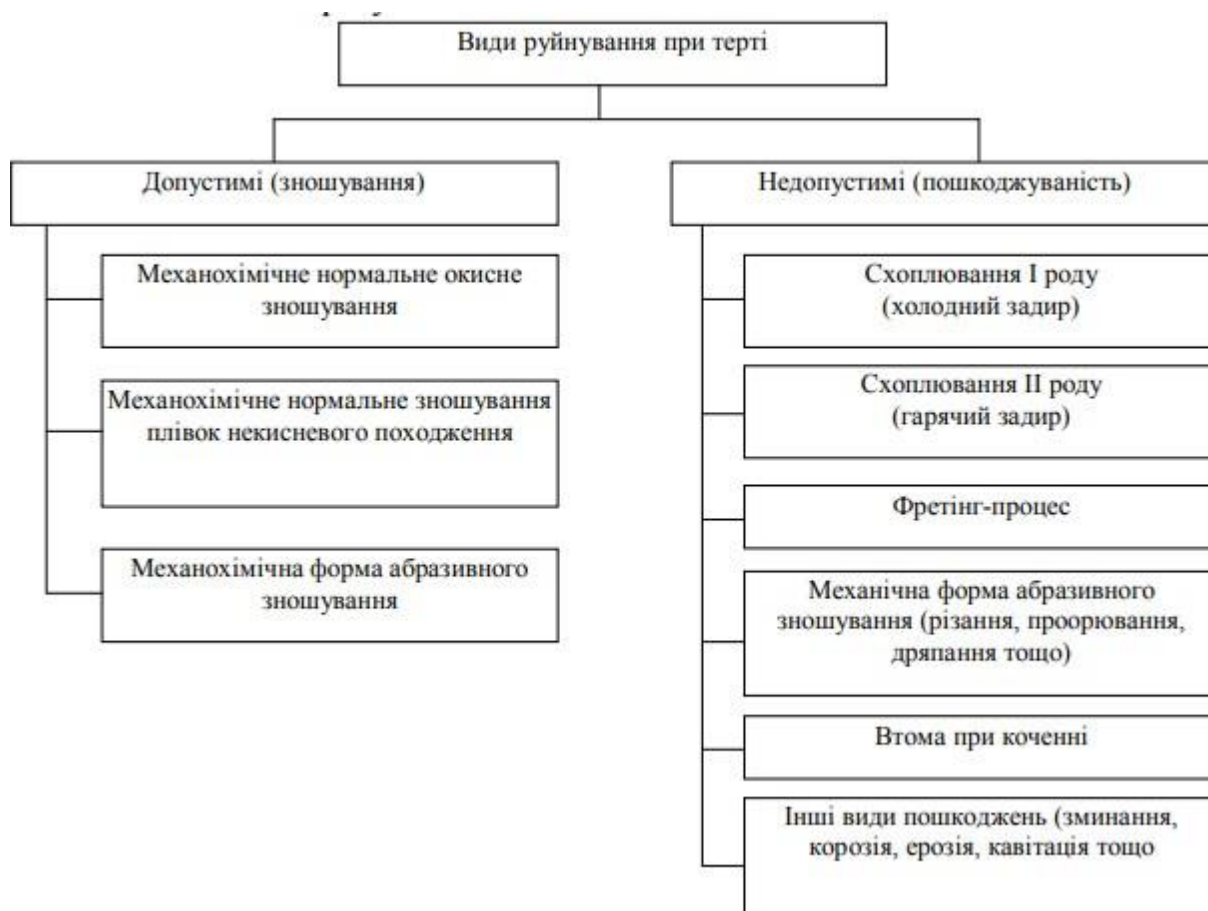 Види руйнування при терті
Допустимі (зношування)
Механохімічне нормальне окисне
зношування
Механохімічне нормальне зношування
плівок некисневого походження
Механохімічна форма абразивного
зношування
Недопустимі (пошкоджуваність)
Схоплювання І роду
(холодний задир)
Схоплювання ІІ роду
(гарячий задир)
Фретінг-процес
Механічна форма абразивного
зношування (різання, проорювання,
дряпання тощо)
Втома при коченні
Інші види пошкоджень (зминання,
корозія, ерозія, кавітація тощо